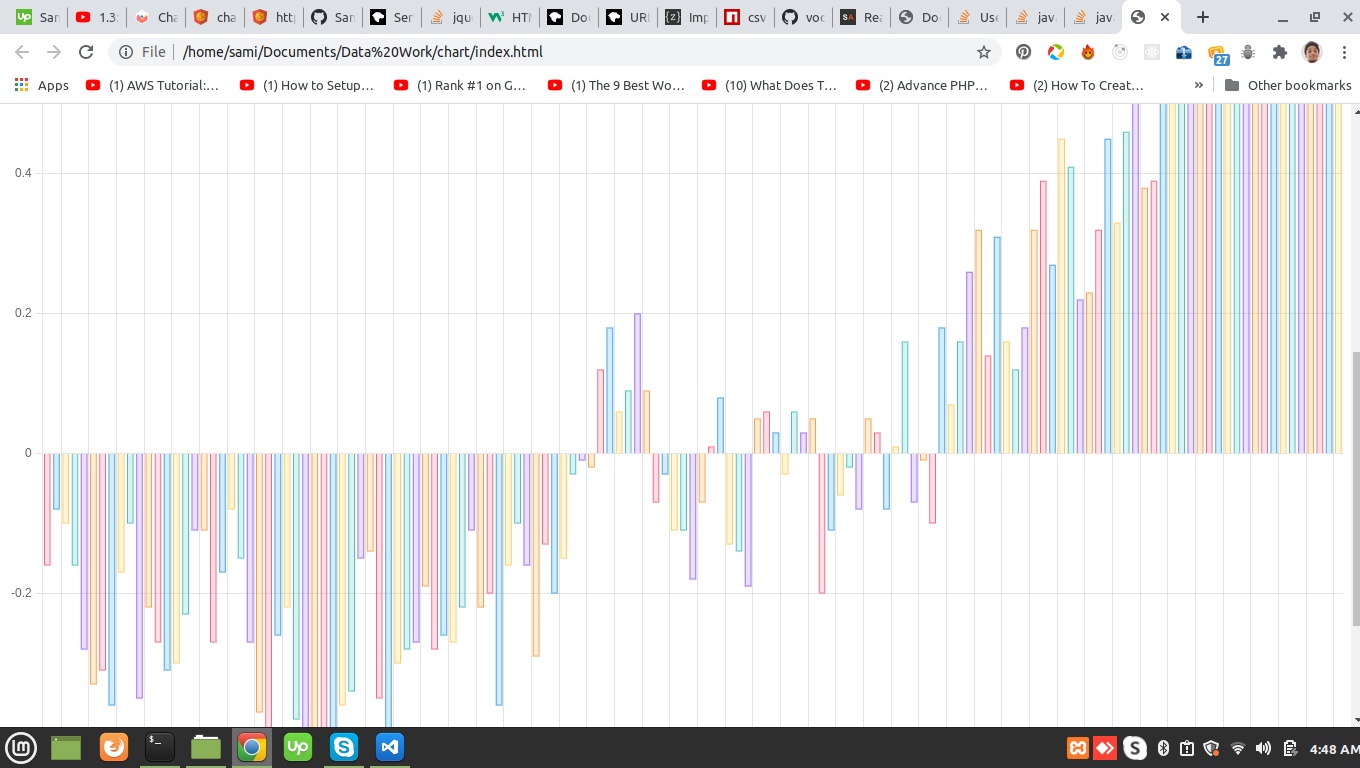 San 1.3: Cha cha http San Ser jqu HTM Doc URI Imp csv voc Rea Doc Use java java
File /home/sami/Documents/Data%20Work/chart/index.html 27
Apps (1) AWS Tutorial:... (1) How to Setup... (1) Rank #1 on G... (1) The 9 Best Wo... (10) What Does T... (2) Advance PHP... (2) How To Creat... » Other bookmarks
0.4
0.2
0
-0.2
4:48 AM